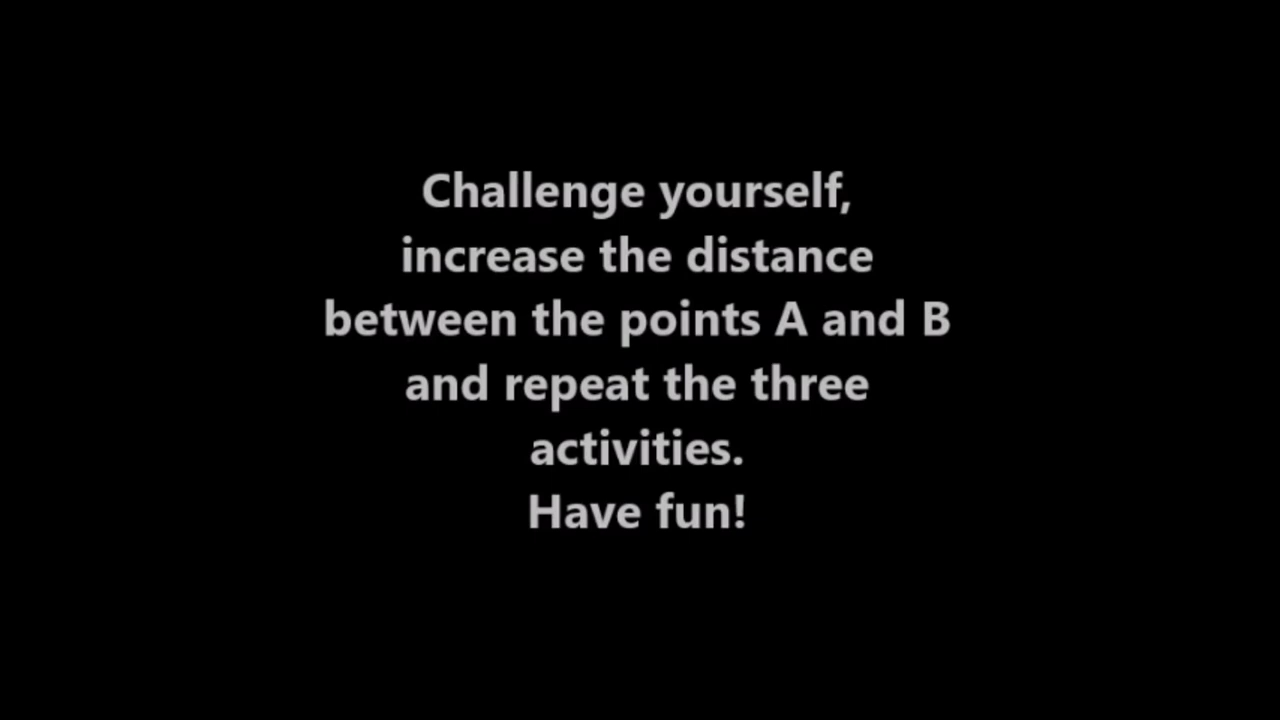 Challenge yourself,
increase the distance
between the points A and B
and repeat the three
activities.
Have fun!